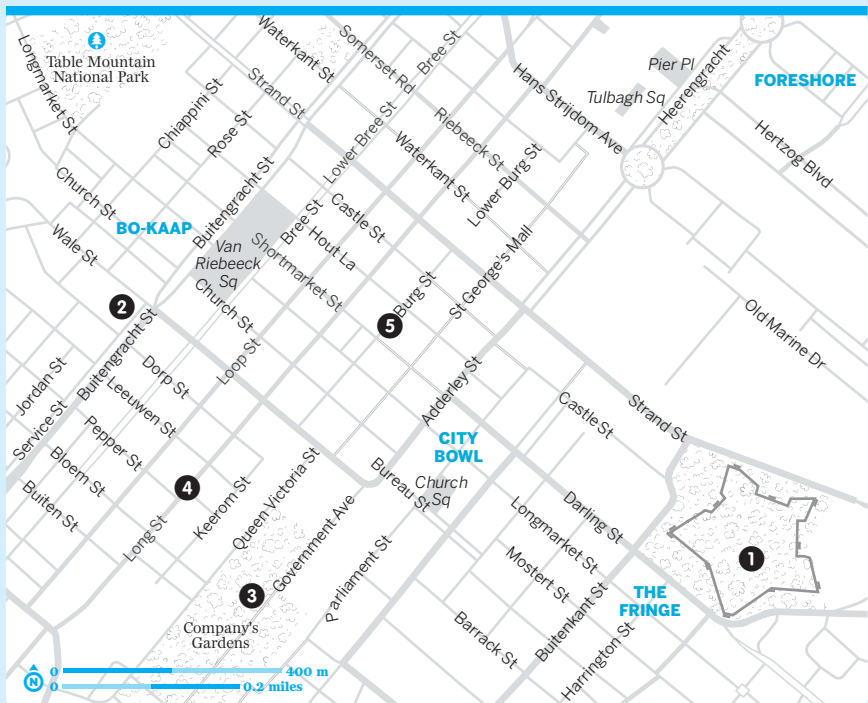 Table Mountain
National Park
Longmarket St
Waterkant St
Somerset Rd
Bree St
Strand St
Chiappini St
Rose St
Lower Bree St
Hans Strijdom Ave
Pier Pl
Tulbagh Sq
Heerengracht
FORESHORE
Hertzog Blvd
Riebeeck St
Waterkant St
Lower Burg St
Church St
BO-KAAP
Buitengracht St
Wale St
Van
Riebeeck
Sq
Bree St
Castle St
Hout La
Shortmarket St
St George's Mall
Burg St
Church St
2
5
Loop St
Old Marine Dr
Buitengracht St
Jordan St
Dorp St
Leeuwen St
Adderley St
Castle St
Strand St
Service St
Pepper St
Bloem St
Buiten St
CITY
BOWL
Church
Sq
Bureau St
4
Long St
Keerom St
Queen Victoria St
Government Ave
Parliament St
Darling St
Longmarket St
Mostert St
Barrack St
Buitenkant St
Harrington St
THE
FRINGE
1
3
Company's
Gardens
N
0
400 m
0
0.2 miles